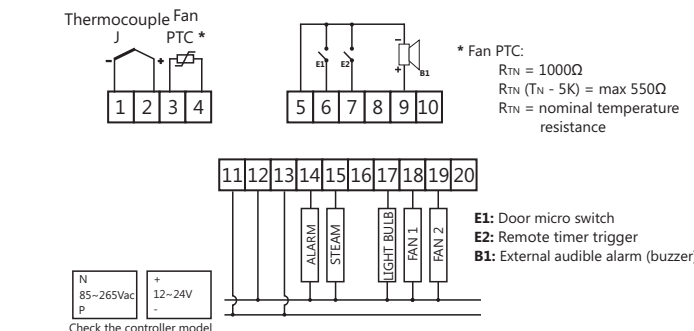 Thermocouple Fan
J PTC *
- +
1 2 3 4
E1 E2 - + B1
5 6 7 8 9 10
* Fan PTC:
RTN = 1000Ω
RTN (TN - 5K) = max 550Ω
RTN = nominal temperature
resistance
11 12 13 14 15 16 17 18 19 20
ALARM
STEAM
LIGHT BULB
FAN 1
FAN 2
E1: Door micro switch
E2: Remote timer trigger
B1: External audible alarm (buzzer)
N
85~265Vac
P
+
12~24V
-
Check the controller model